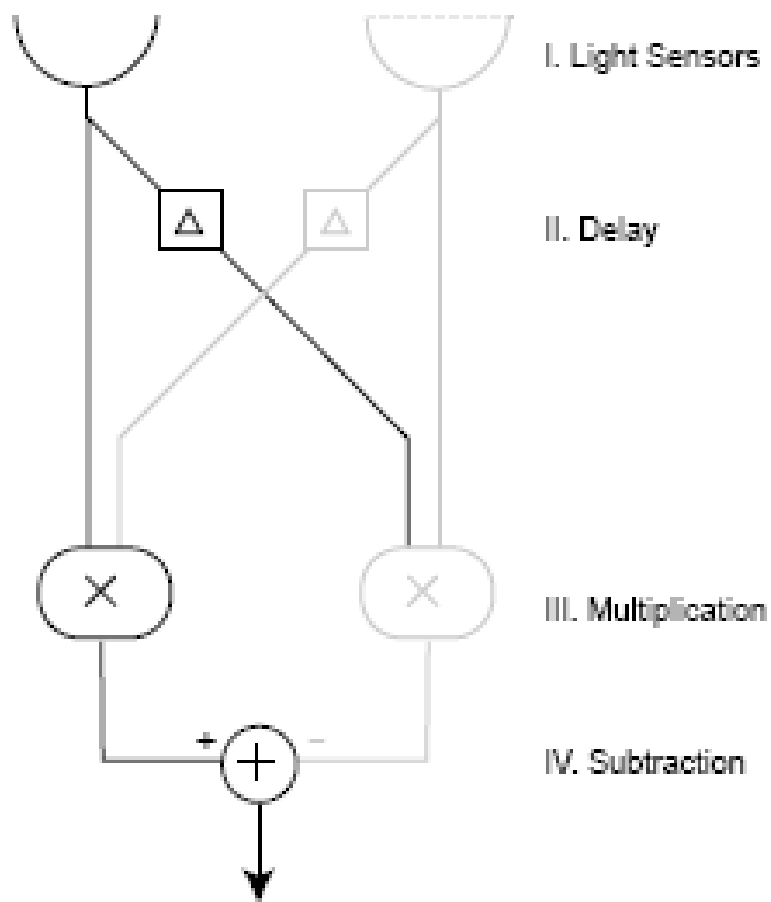 I. Light Sensors
Δ Δ
II. Delay
× ×
III. Multiplication
+ −
+
IV. Subtraction